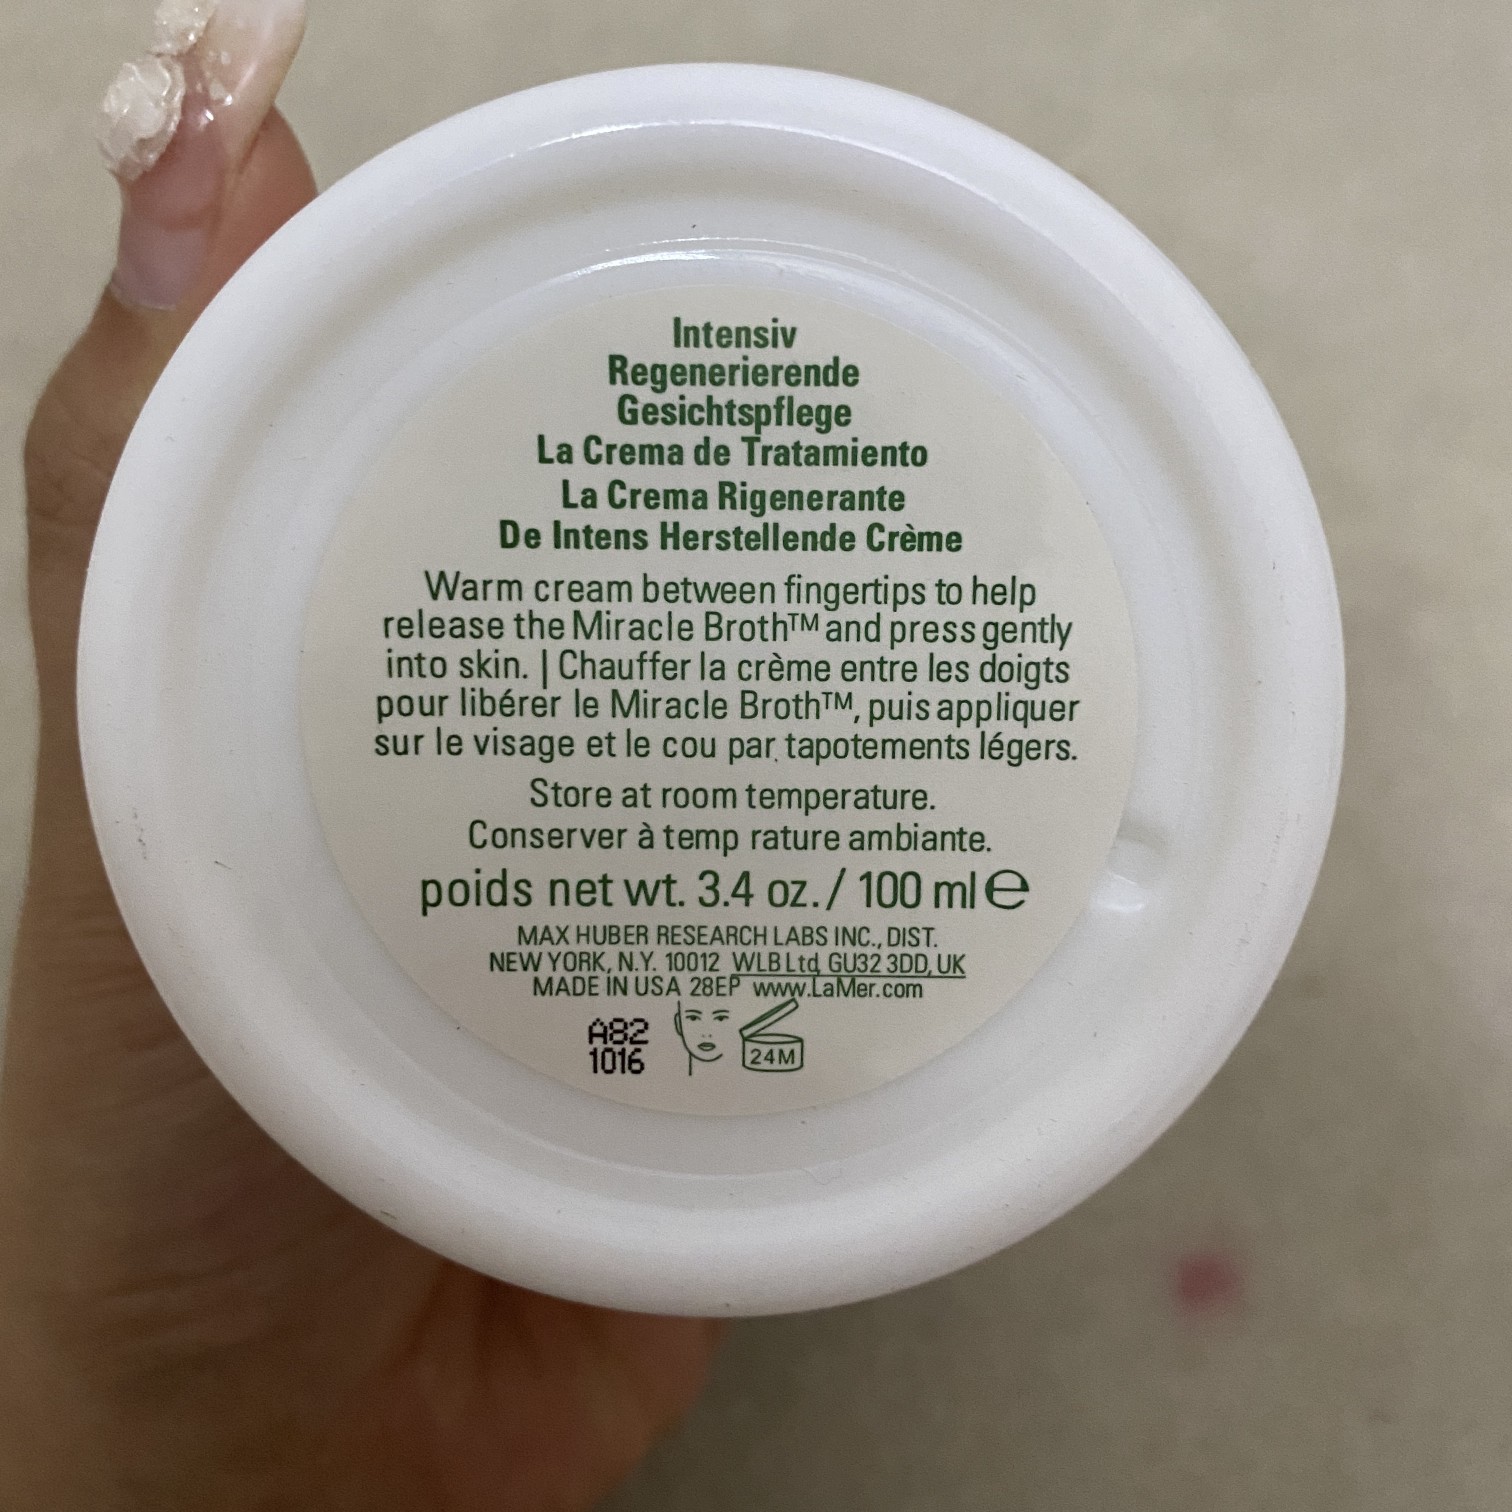 Intensiv
Regenerierende
Gesichtspflege
La Crema de Tratamiento
La Crema Rigenerante
De Intens Herstellende Crème
Warm cream between fingertips to help
release the Miracle Broth™ and press gently
into skin. | Chauffer la crème entre les doigts
pour libérer le Miracle Broth™, puis appliquer
sur le visage et le cou par tapotements légers.
Store at room temperature.
Conserver à temp rature ambiante.
poids net wt. 3.4 oz. / 100 ml ℮
MAX HUBER RESEARCH LABS INC., DIST.
NEW YORK, N.Y. 10012 WLB Ltd GU32 3DD, UK
MADE IN USA 28EP www.LaMer.com
A82
1016
24M